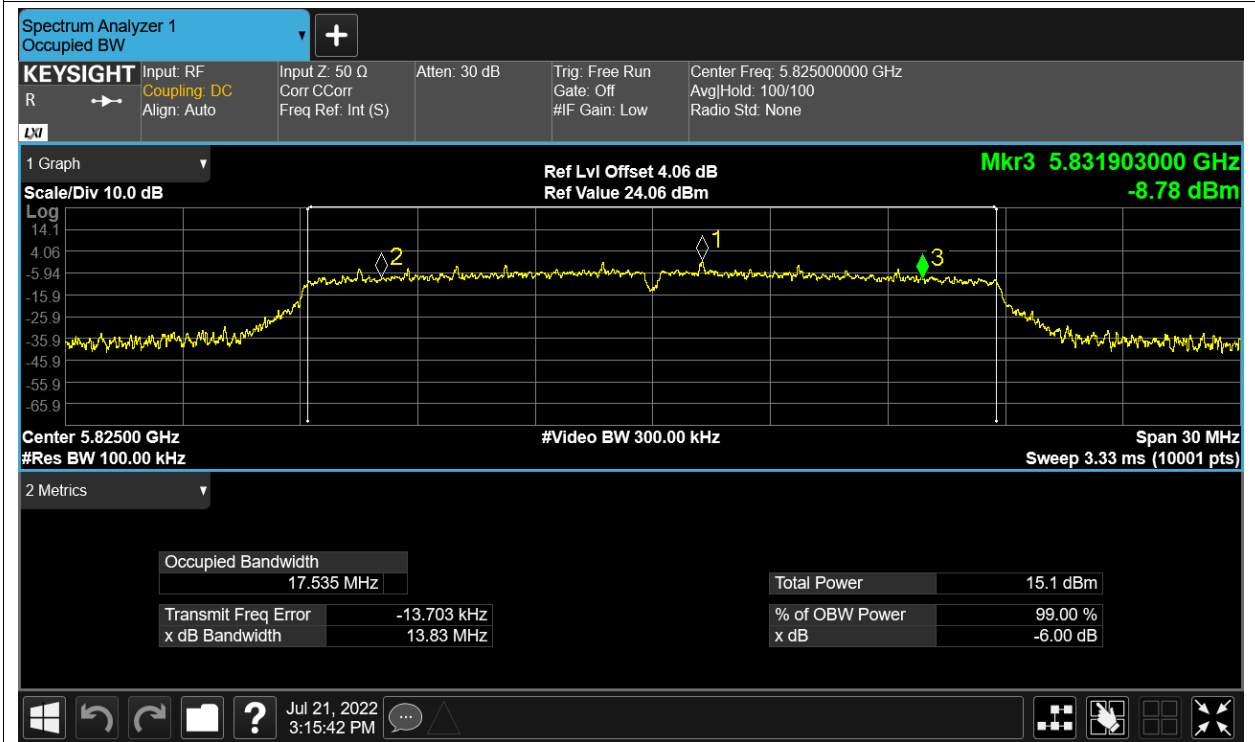 Spectrum Analyzer 1
Occupied BW
+
KEYSIGHT Input: RF Input Z: 50 Ω Atten: 30 dB Trig: Free Run Center Freq: 5.825000000 GHz
R Coupling: DC Corr CCorr Gate: Off Avg|Hold: 100/100
Align: Auto Freq Ref: Int (S) #IF Gain: Low Radio Std: None
LXI
1 Graph Ref Lvl Offset 4.06 dB Mkr3 5.831903000 GHz
Scale/Div 10.0 dB Ref Value 24.06 dBm -8.78 dBm
Log
14.1
4.06
-5.94
-15.9
-25.9
-35.9
-45.9
-55.9
-65.9
2
1
3
Center 5.82500 GHz #Video BW 300.00 kHz Span 30 MHz
#Res BW 100.00 kHz Sweep 3.33 ms (10001 pts)
2 Metrics
Occupied Bandwidth
17.535 MHz Total Power 15.1 dBm
Transmit Freq Error -13.703 kHz % of OBW Power 99.00 %
x dB Bandwidth 13.83 MHz x dB -6.00 dB
? Jul 21, 2022
3:15:42 PM